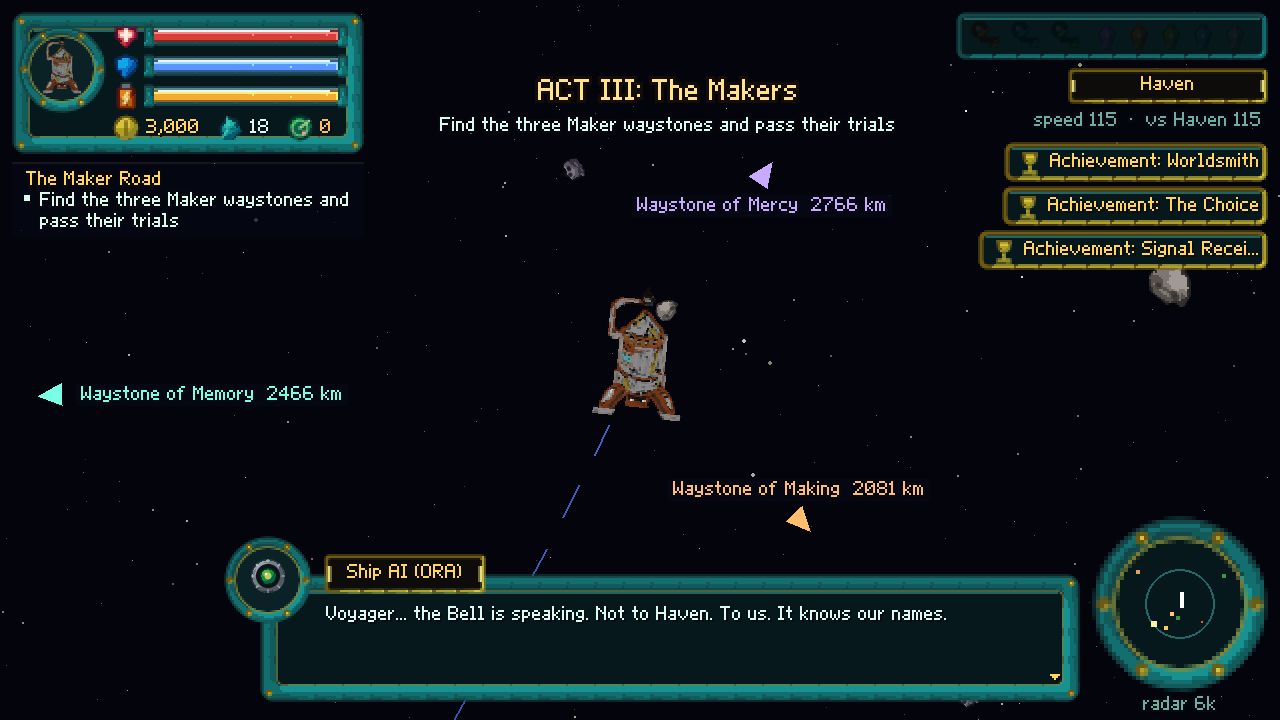 3,000 18 0
The Maker Road
Find the three Maker waystones and
pass their trials
ACT III: The Makers
Find the three Maker waystones and pass their trials
Haven
speed 115 · vs Haven 115
Achievement: Worldsmith
Achievement: The Choice
Achievement: Signal Recei...
Waystone of Mercy 2766 km
Waystone of Memory 2466 km
Waystone of Making 2081 km
Ship AI (ORA)
Voyager... the Bell is speaking. Not to Haven. To us. It knows our names.
radar 6k